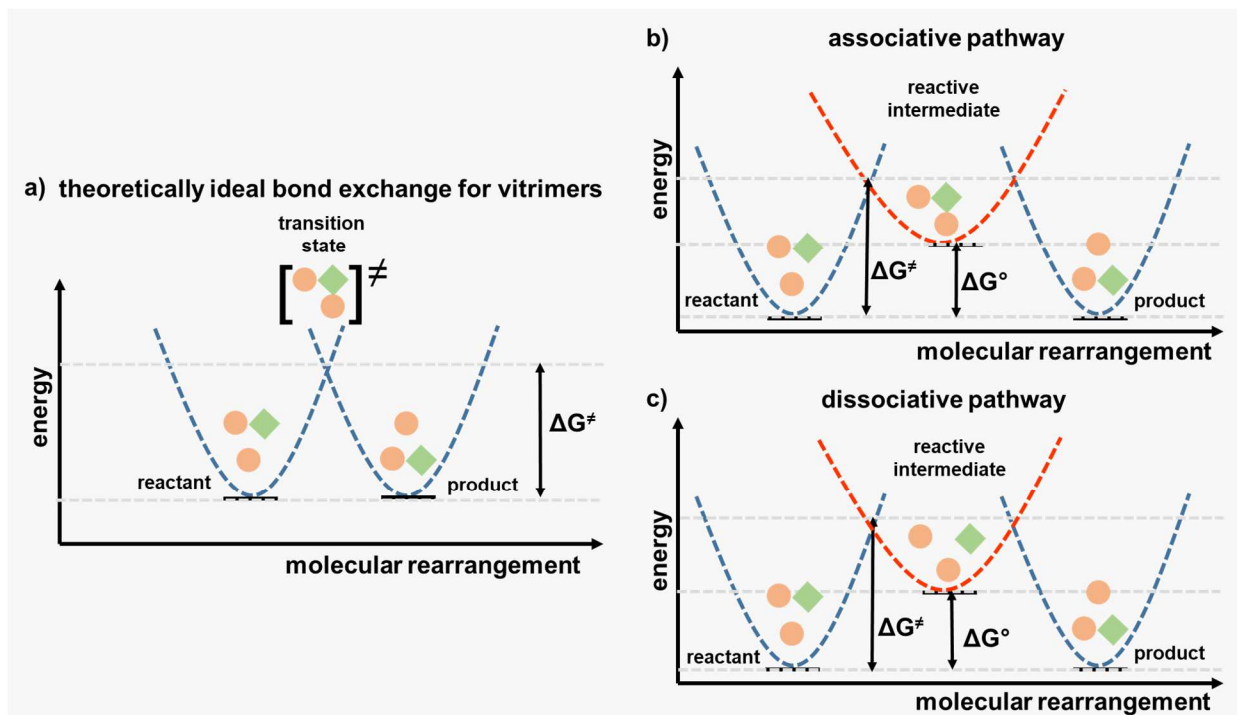 a) theoretically ideal bond exchange for vitrimers
transition
state
[ ]≠
energy
reactant
product
ΔG≠
molecular rearrangement
b) associative pathway
reactive
intermediate
energy
reactant
ΔG≠
ΔG°
product
molecular rearrangement
c) dissociative pathway
reactive
intermediate
energy
reactant
ΔG≠
ΔG°
product
molecular rearrangement